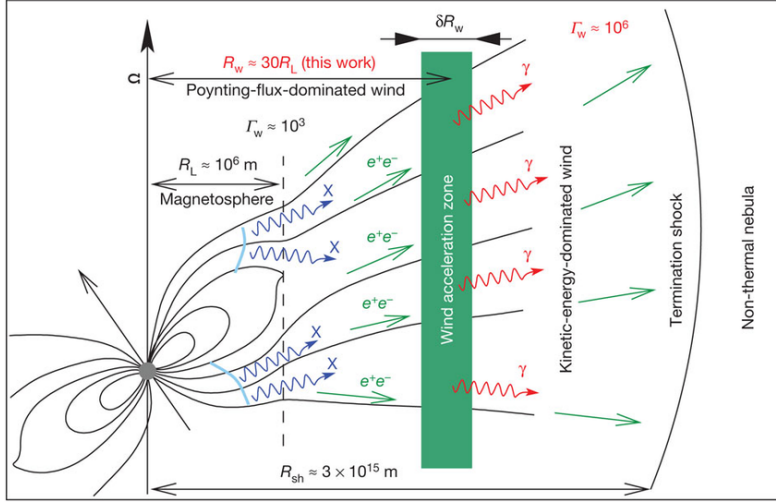 δR_w
Γ_w ≈ 10^6
R_w ≈ 30R_L (this work)
Poynting-flux-dominated wind
Ω
Γ_w ≈ 10^3
R_L ≈ 10^6 m
Magnetosphere
γ
e^+e^–
X
X
e^+e^–
γ
e^+e^–
γ
e^+e^–
X
X
e^+e^–
γ
Wind acceleration zone
Kinetic-energy-dominated wind
Termination shock
Non-thermal nebula
R_sh ≈ 3 × 10^15 m